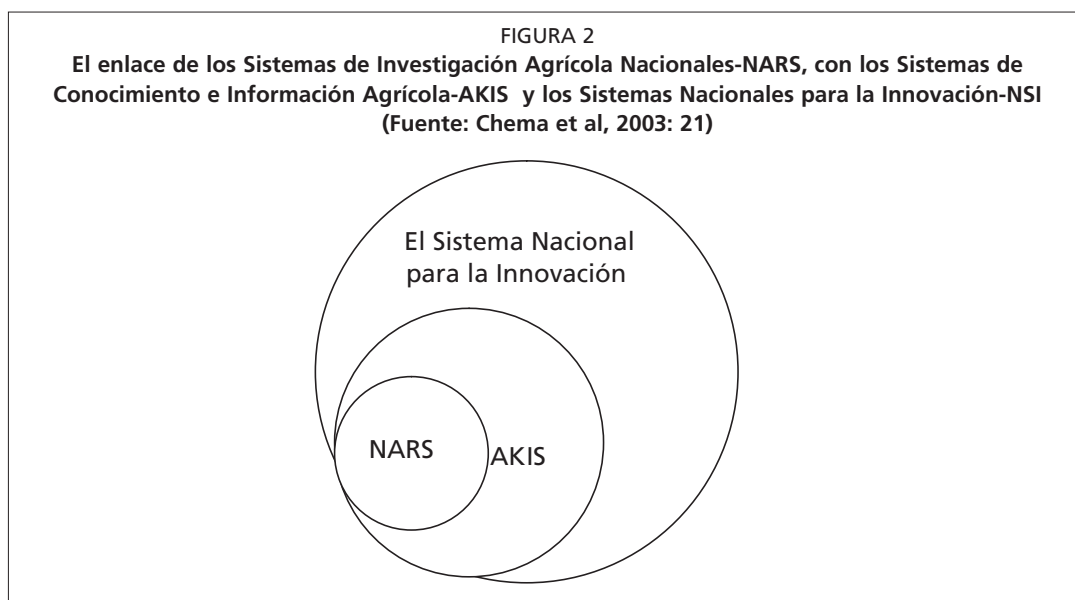 FIGURA 2
El enlace de los Sistemas de Investigación Agrícola Nacionales-NARS, con los Sistemas de
Conocimiento e Información Agrícola-AKIS y los Sistemas Nacionales para la Innovación-NSI
(Fuente: Chema et al, 2003: 21)
El Sistema Nacional
para la Innovación
NARS
AKIS